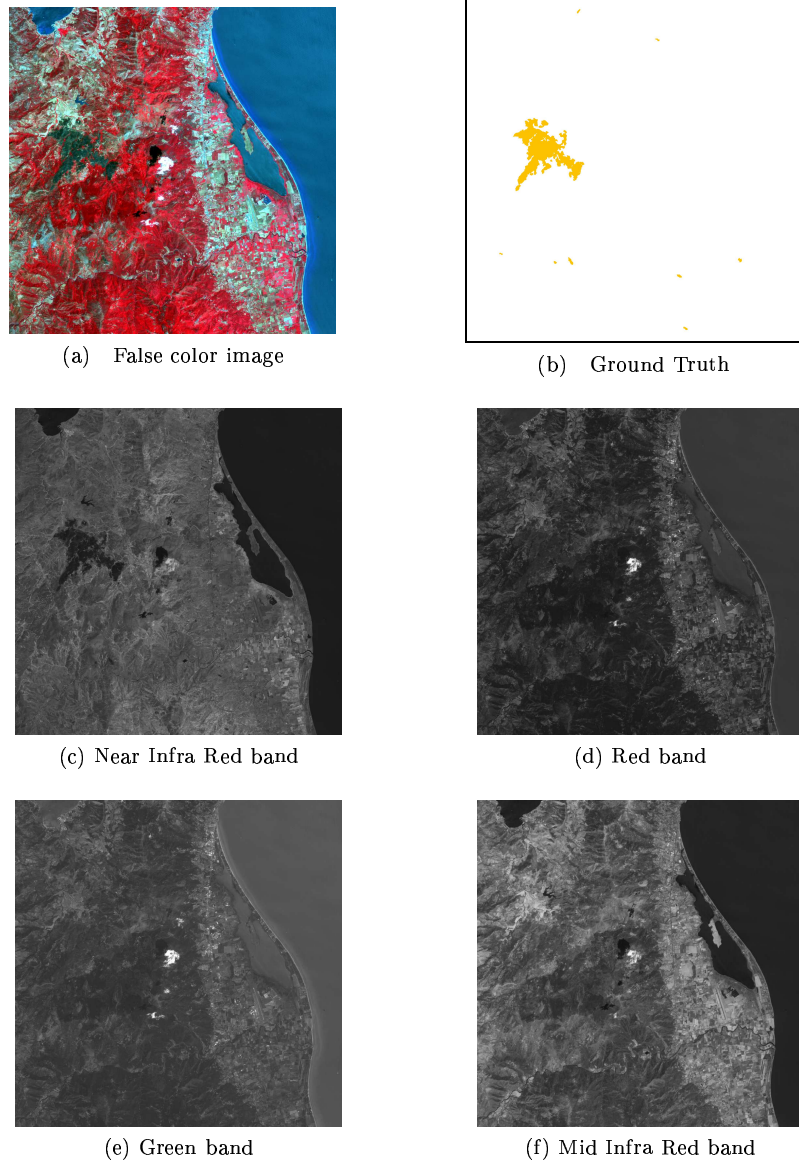 (a) False color image
(b) Ground Truth
(c) Near Infra Red band
(d) Red band
(e) Green band
(f) Mid Infra Red band